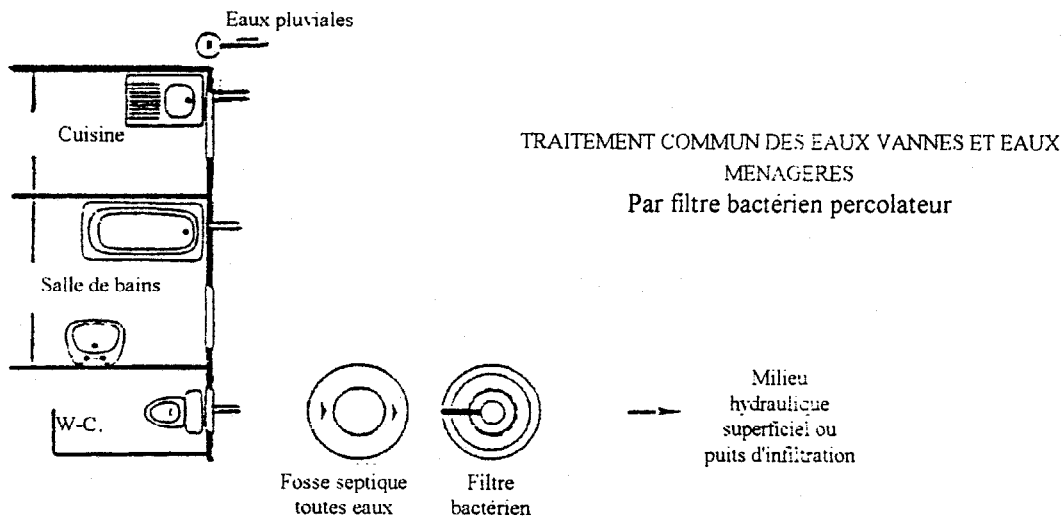 Eaux pluviales
Cuisine
TRAITEMENT COMMUN DES EAUX VANNES ET EAUX
MENAGERES
Par filtre bactérien percolateur
Salle de bains
W-C.
Milieu
hydraulique
superficiel ou
puits d'infiltration
Fosse septique
toutes eaux
Filtre
bactérien